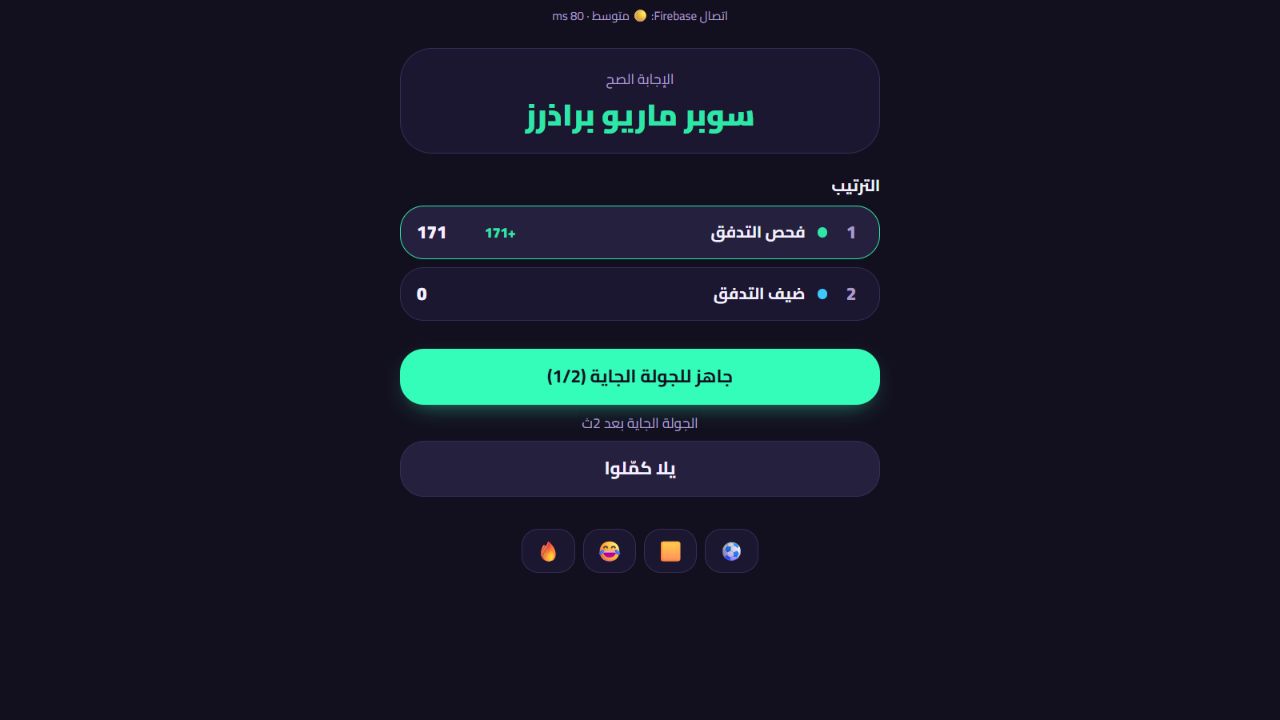 اتصال Firebase: 🟡 متوسط · 80 ms
الإجابة الصح
سوبر ماريو براذرز
الترتيب
1 فحص التدفق +171 171
2 ضيف التدفق 0
جاهز للجولة الجاية (1/2)
الجولة الجاية بعد 2ث
يلا كمّلوا